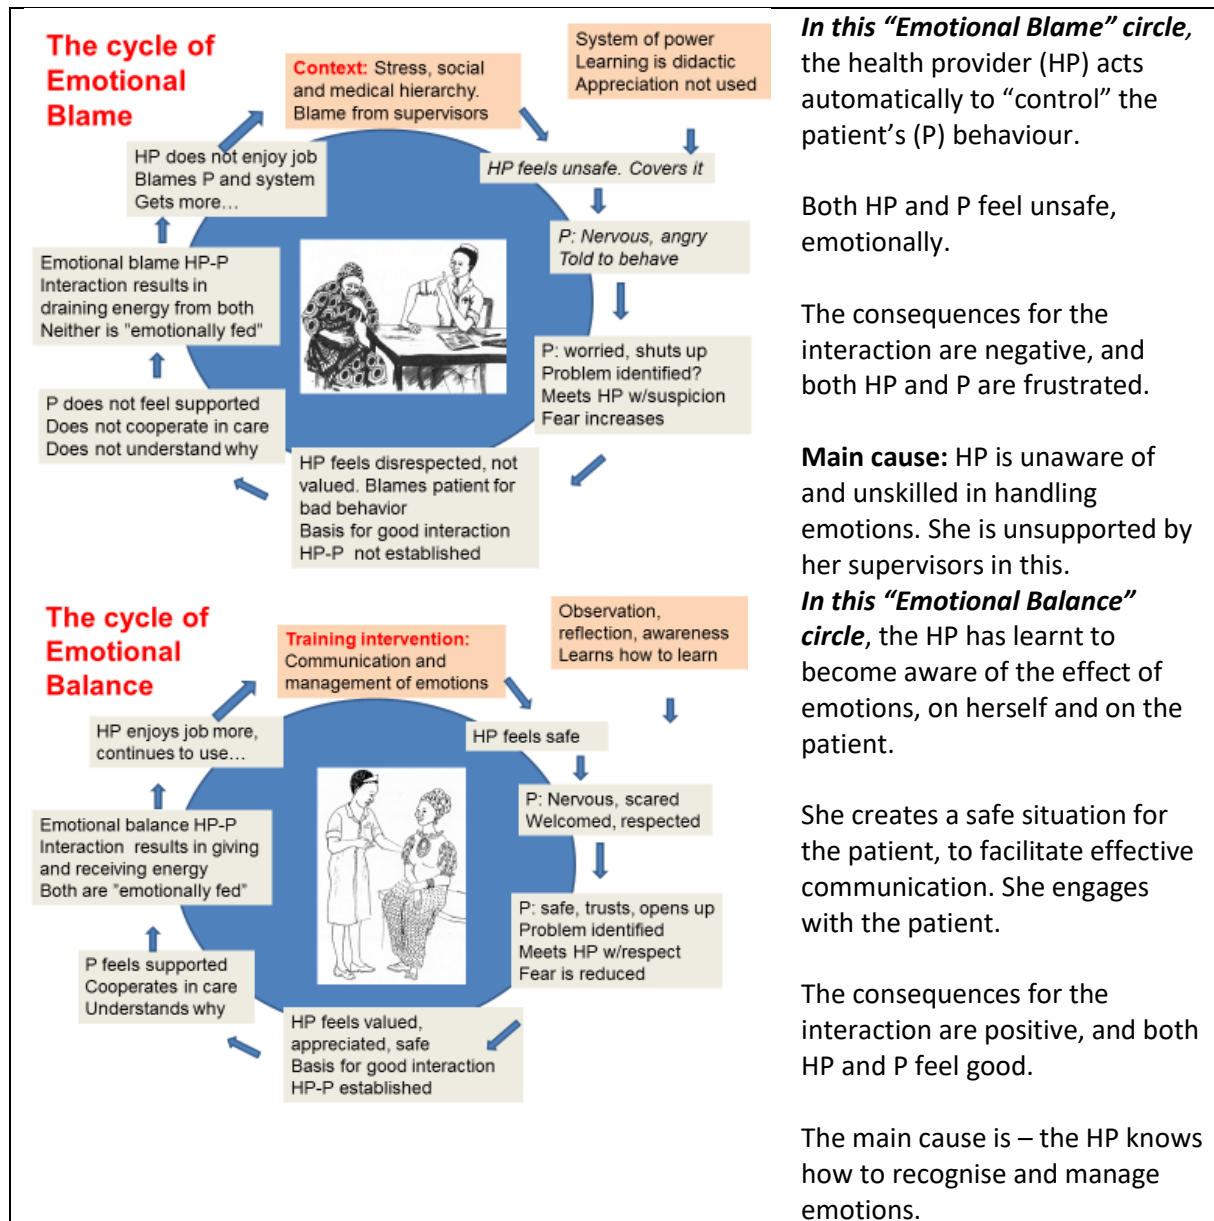 The cycle of
Emotional
Blame
Context: Stress, social
and medical hierarchy.
Blame from supervisors
System of power
Learning is didactic
Appreciation not used
HP feels unsafe. Covers it
P: Nervous, angry
Told to behave
P: worried, shuts up
Problem identified?
Meets HP w/suspicion
Fear increases
HP feels disrespected, not
valued. Blames patient for
bad behavior
Basis for good interaction
HP-P not established
P does not feel supported
Does not cooperate in care
Does not understand why
Emotional blame HP-P
Interaction results in
draining energy from both
Neither is "emotionally fed"
HP does not enjoy job
Blames P and system
Gets more...
In this “Emotional Blame” circle,
the health provider (HP) acts
automatically to “control” the
patient’s (P) behaviour.
Both HP and P feel unsafe,
emotionally.
The consequences for the
interaction are negative, and
both HP and P are frustrated.
Main cause: HP is unaware of
and unskilled in handling
emotions. She is unsupported by
her supervisors in this.
The cycle of
Emotional
Balance
Training intervention:
Communication and
management of emotions
Observation,
reflection, awareness
Learns how to learn
HP feels safe
P: Nervous, scared
Welcomed, respected
P: safe, trusts, opens up
Problem identified
Meets HP w/respect
Fear is reduced
HP feels valued,
appreciated, safe
Basis for good interaction
HP-P established
P feels supported
Cooperates in care
Understands why
Emotional balance HP-P
Interaction results in giving
and receiving energy
Both are "emotionally fed"
HP enjoys job more,
continues to use...
In this “Emotional Balance”
circle, the HP has learnt to
become aware of the effect of
emotions, on herself and on the
patient.
She creates a safe situation for
the patient, to facilitate effective
communication. She engages
with the patient.
The consequences for the
interaction are positive, and both
HP and P feel good.
The main cause is – the HP knows
how to recognise and manage
emotions.